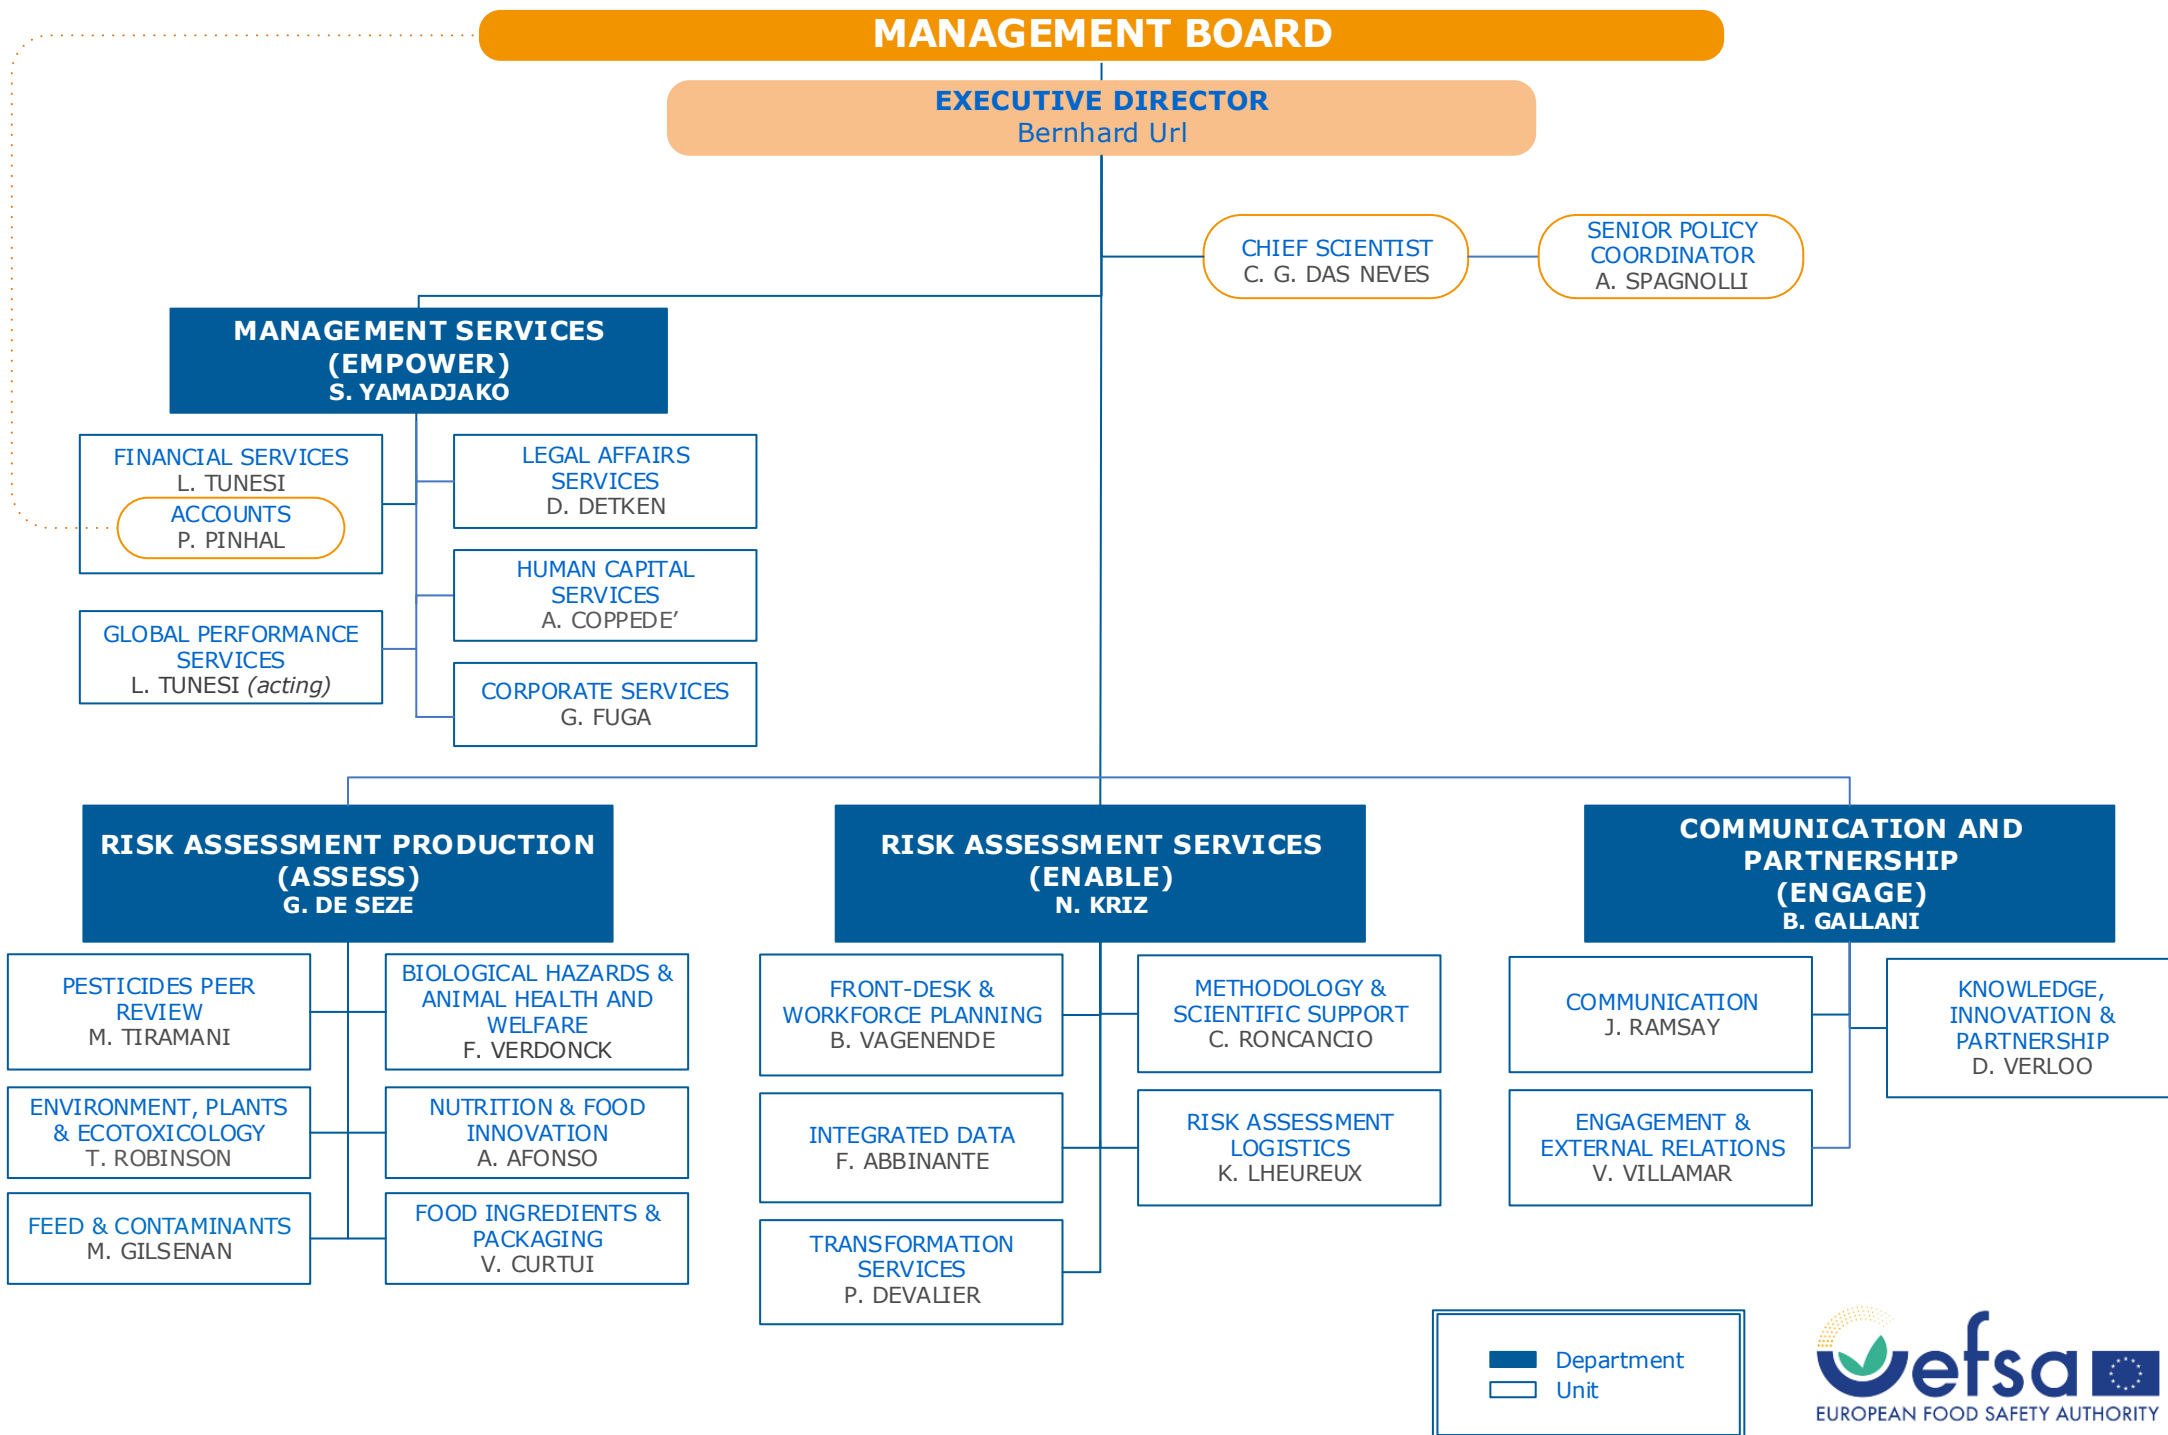 MANAGEMENT BOARD
EXECUTIVE DIRECTOR
Bernhard Url
CHIEF SCIENTIST
C. G. DAS NEVES
SENIOR POLICY
COORDINATOR
A. SPAGNOLLI
MANAGEMENT SERVICES
(EMPOWER)
S. YAMADJAKO
FINANCIAL SERVICES
L. TUNESI
ACCOUNTS
P. PINHAL
LEGAL AFFAIRS
SERVICES
D. DETKEN
HUMAN CAPITAL
SERVICES
A. COPPEDE’
GLOBAL PERFORMANCE
SERVICES
L. TUNESI (acting)
CORPORATE SERVICES
G. FUGA
RISK ASSESSMENT PRODUCTION
(ASSESS)
G. DE SEZE
PESTICIDES PEER
REVIEW
M. TIRAMANI
BIOLOGICAL HAZARDS &
ANIMAL HEALTH AND
WELFARE
F. VERDONCK
ENVIRONMENT, PLANTS
& ECOTOXICOLOGY
T. ROBINSON
NUTRITION & FOOD
INNOVATION
A. AFONSO
FEED & CONTAMINANTS
M. GILSENAN
FOOD INGREDIENTS &
PACKAGING
V. CURTUI
RISK ASSESSMENT SERVICES
(ENABLE)
N. KRIZ
FRONT-DESK &
WORKFORCE PLANNING
B. VAGENENDE
METHODOLOGY &
SCIENTIFIC SUPPORT
C. RONCANCIO
INTEGRATED DATA
F. ABBINANTE
RISK ASSESSMENT
LOGISTICS
K. LHEUREUX
TRANSFORMATION
SERVICES
P. DEVALIER
COMMUNICATION AND
PARTNERSHIP
(ENGAGE)
B. GALLANI
COMMUNICATION
J. RAMSAY
KNOWLEDGE,
INNOVATION &
PARTNERSHIP
D. VERLOO
ENGAGEMENT &
EXTERNAL RELATIONS
V. VILLAMAR
Department
Unit
efsa
EUROPEAN FOOD SAFETY AUTHORITY